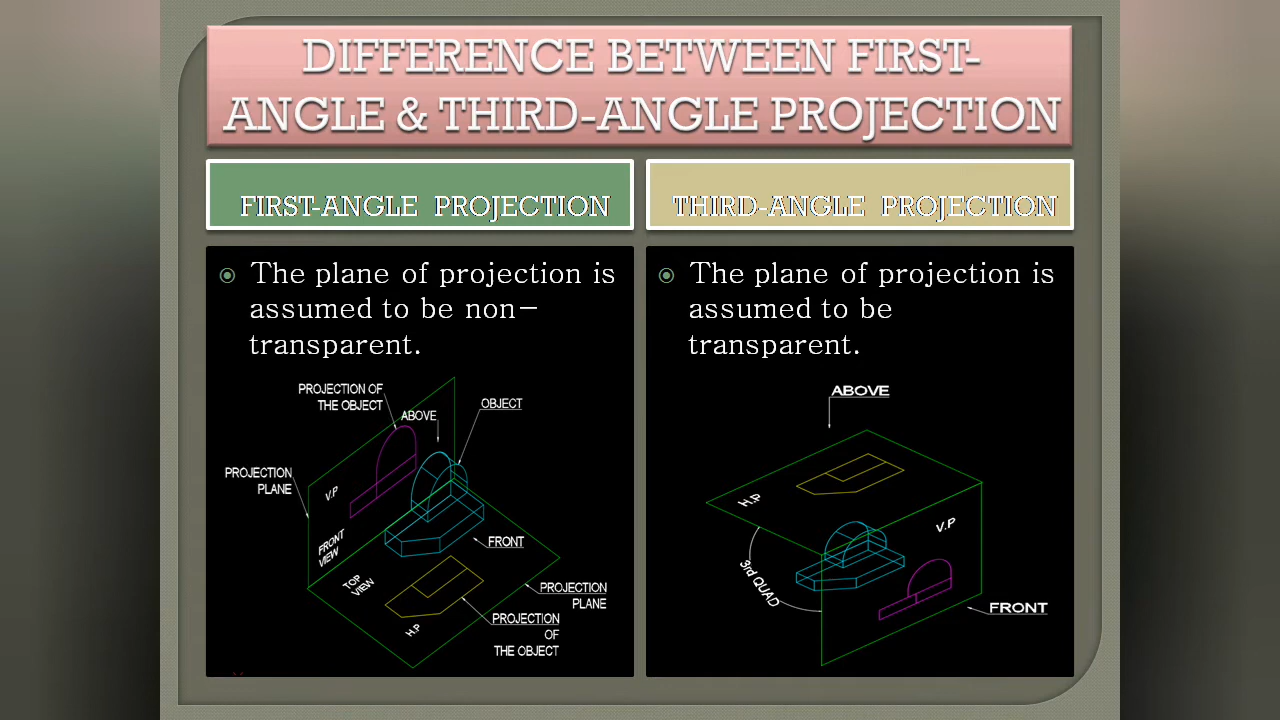 DIFFERENCE BETWEEN FIRST-
ANGLE & THIRD-ANGLE PROJECTION
FIRST-ANGLE PROJECTION
The plane of projection is
assumed to be non-
transparent.
PROJECTION OF
THE OBJECT
ABOVE
OBJECT
PROJECTION
PLANE
V.P
FRONT
VIEW
TOP
VIEW
FRONT
PROJECTION
PLANE
PROJECTION
OF
THE OBJECT
H.P
THIRD-ANGLE PROJECTION
The plane of projection is
assumed to be
transparent.
ABOVE
H.P.
V.P
3rd QUAD
FRONT